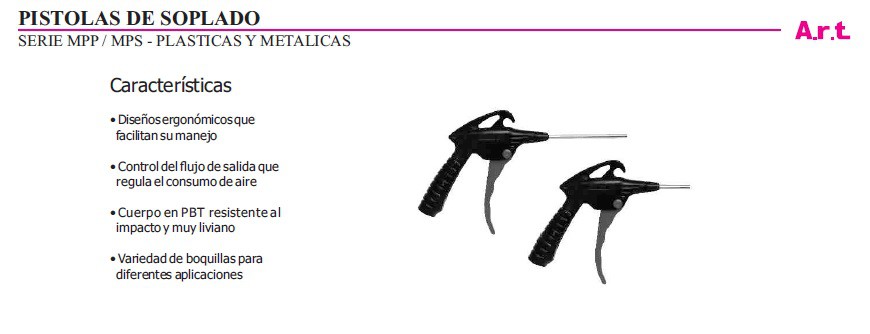 PISTOLAS DE SOPLADO
SERIE MPP / MPS - PLASTICAS Y METALICAS
A.r.t.
Características
• Diseños ergonómicos que
facilitan su manejo
• Control del flujo de salida que
regula el consumo de aire
• Cuerpo en PBT resistente al
impacto y muy liviano
• Variedad de boquillas para
diferentes aplicaciones